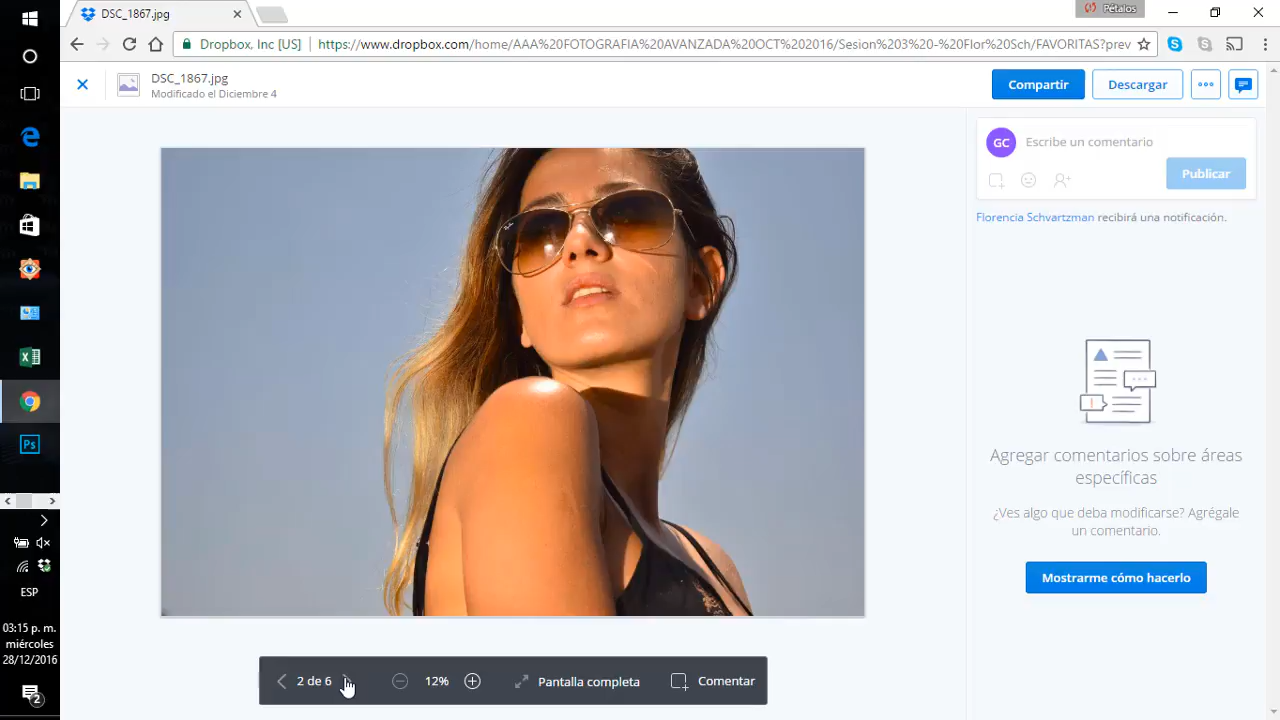 DSC_1867.jpg
Pétalos
Dropbox, Inc [US]
https://www.dropbox.com/home/AAA%20FOTOGRAFIA%20AVANZADA%20OCT%202016/Sesion%203%20-%20Flor%20Sch/FAVORITAS?prev
DSC_1867.jpg
Modificado el Diciembre 4
Compartir
Descargar
GC
Escribe un comentario
Publicar
Florencia Schvartzman recibirá una notificación.
Agregar comentarios sobre áreas
específicas
¿Ves algo que deba modificarse? Agrégale
un comentario.
Mostrarme cómo hacerlo
2 de 6
12%
Pantalla completa
Comentar
Ps
ESP
03:15 p. m.
miércoles
28/12/2016
2